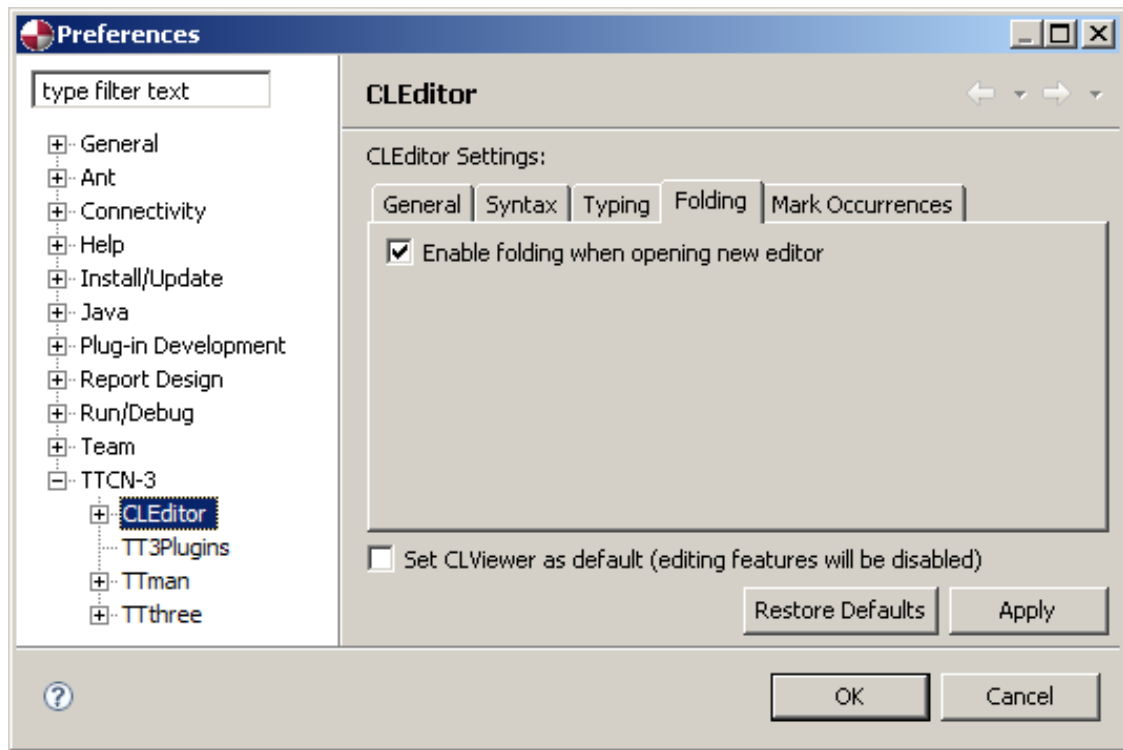 Preferences
type filter text
General
Ant
Connectivity
Help
Install/Update
Java
Plug-in Development
Report Design
Run/Debug
Team
TTCN-3
CLEditor
TT3Plugins
TTman
TTthree
CLEditor
CLEditor Settings:
General Syntax Typing Folding Mark Occurrences
Enable folding when opening new editor
Set CLViewer as default (editing features will be disabled)
Restore Defaults Apply
? OK Cancel